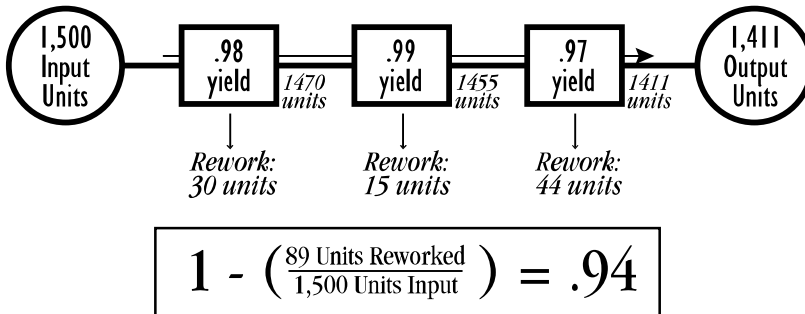 1,500
Input
Units
.98
yield
1470
units
.99
yield
1455
units
.97
yield
1411
units
1,411
Output
Units
Rework:
30 units
Rework:
15 units
Rework:
44 units
1 - ( 89 Units Reworked / 1,500 Units Input ) = .94